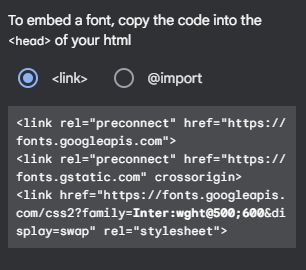 To embed a font, copy the code into the
<head> of your html
<link> @import
<link rel="preconnect" href="https://
fonts.googleapis.com">
<link rel="preconnect" href="https://
fonts.gstatic.com" crossorigin>
<link href="https://fonts.googleapis.
com/css2?family=Inter:wght@500;600&di
splay=swap" rel="stylesheet">